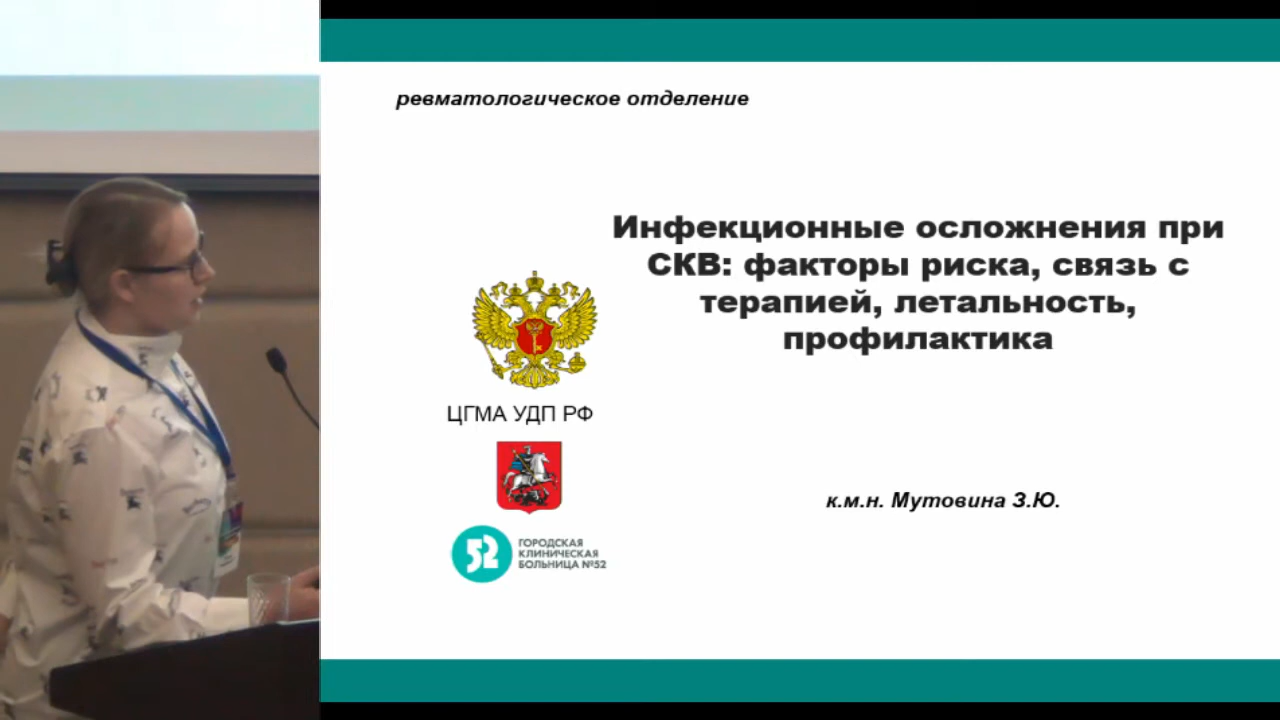 ревматологическое отделение
Инфекционные осложнения при
СКВ: факторы риска, связь с
терапией, летальность,
профилактика
ЦГМА УДП РФ
к.м.н. Мутовина З.Ю.
52
ГОРОДСКАЯ
КЛИНИЧЕСКАЯ
БОЛЬНИЦА №52